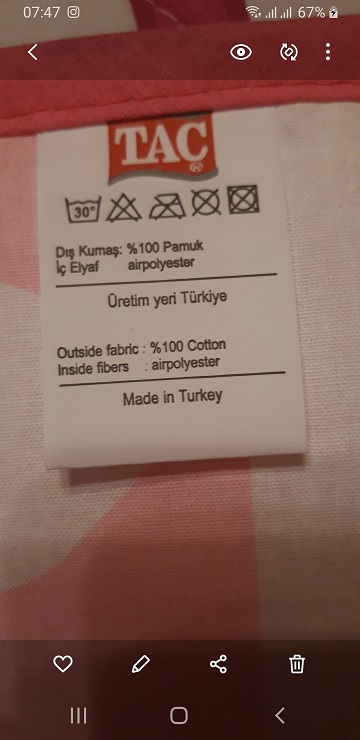 07:47
67%
TAC
30°
Dış Kumaş: %100 Pamuk
İç Elyaf airpolyester
Üretim yeri Türkiye
Outside fabric : %100 Cotton
Inside fibers : airpolyester
Made in Turkey